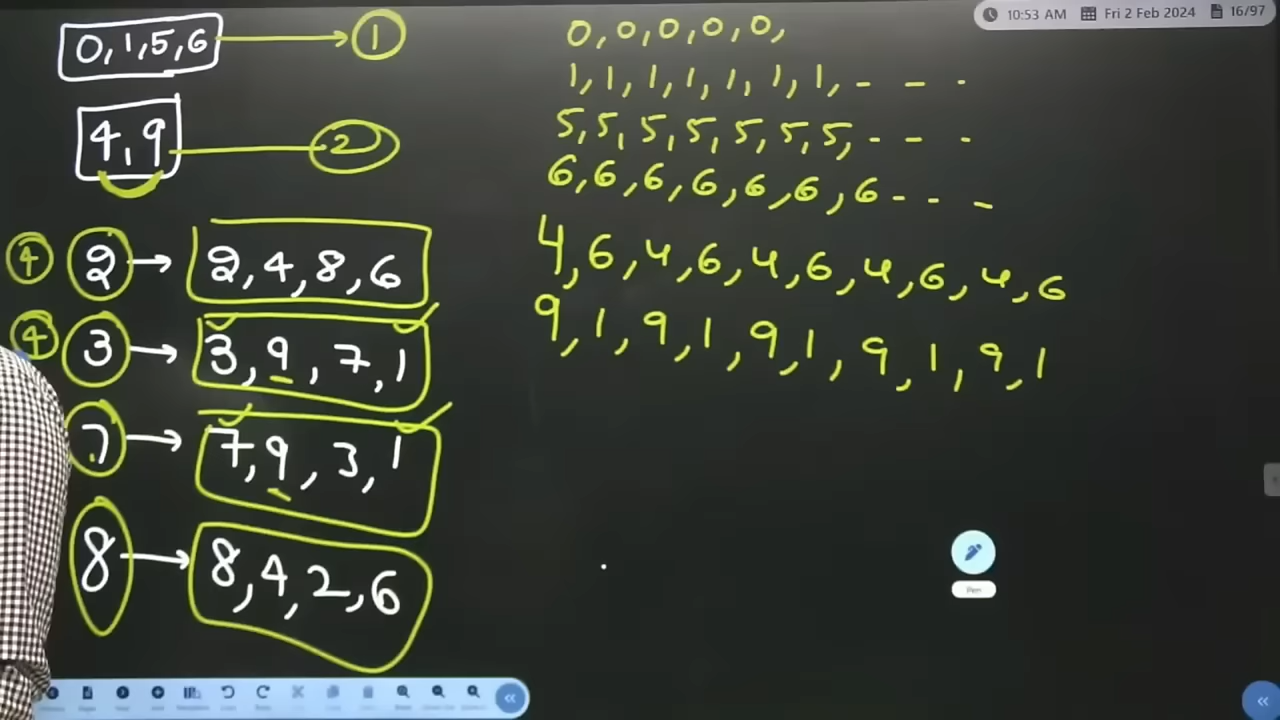 10:53 AM Fri 2 Feb 2024 16/97
0,1,5,6 → 1
4,9 2
4 2 → 2,4,8,6
4 3 → 3,9,7,1
7 → 7,9,3,1
8 → 8,4,2,6
0,0,0,0,0,
1,1,1,1,1,1,1,- - -
5,5,5,5,5,5,5,- - -
6,6,6,6,6,6,6- - -
4,6,4,6,4,6,4,6,4,6
9,1,9,1,9,1,9,1,9,1
Pen